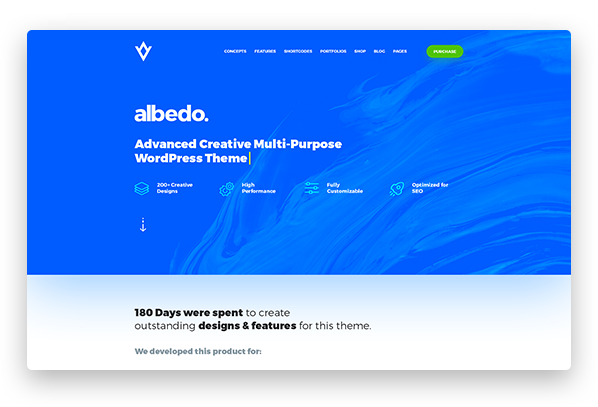 CONCEPTS FEATURES SHORTCODES PORTFOLIOS SHOP BLOG PAGES PURCHASE
albedo.
Advanced Creative Multi-Purpose
WordPress Theme
200+ Creative
Designs
High
Performance
Fully
Customizable
Optimized for
SEO
180 Days were spent to create
outstanding designs & features for this theme.
We developed this product for: